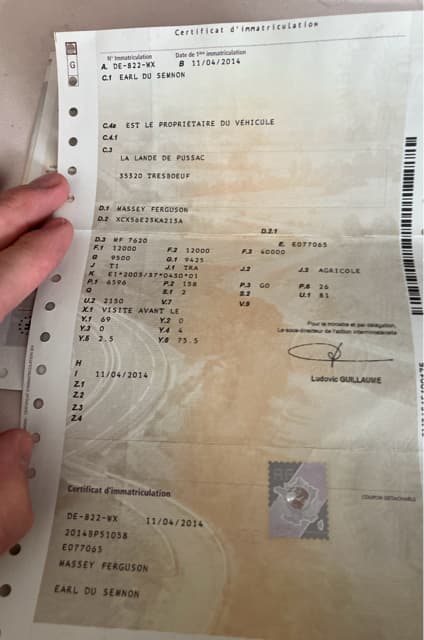 Certificat d'immatriculation
N° Immatriculation Date de 1ère immatriculation
G A. DE-822-WX B 11/04/2014
C.1 EARL DU SEMNON
C.4a EST LE PROPRIÉTAIRE DU VÉHICULE
C.4.1
C.3
LA LANDE DE PUSSAC
35320 TRESBOEUF
D.1 MASSEY FERGUSON
D.2 XCX56E25KA215A D.2.1
D.3 MF 7620 E. E077065
F.1 12000 F.2 12000 F.3 40000
G 9500 G.1 9425
J T1 J.1 TRA J.2 J.3 AGRICOLE
K E1*2003/37*0430*01
P.1 6596 P.2 158 P.3 GO P.6 26
Q S.1 2 S.2 U.1 81
U.2 2150 V.7 V.9
X.1 VISITE AVANT LE
Y.1 69 Y.2 0
Y.3 0 Y.4 4
Y.5 2.5 Y.6 75.5
Pour le ministre et par délégation,
Le sous-directeur de l'action interministérielle
H
I 11/04/2014
Ludovic GUILLAUME
Z.1
Z.2
Z.3
Z.4
Certificat d'immatriculation
COUPON DÉTACHABLE
DE-822-WX 11/04/2014
2014BP51058
E077065
MASSEY FERGUSON
EARL DU SEMNON